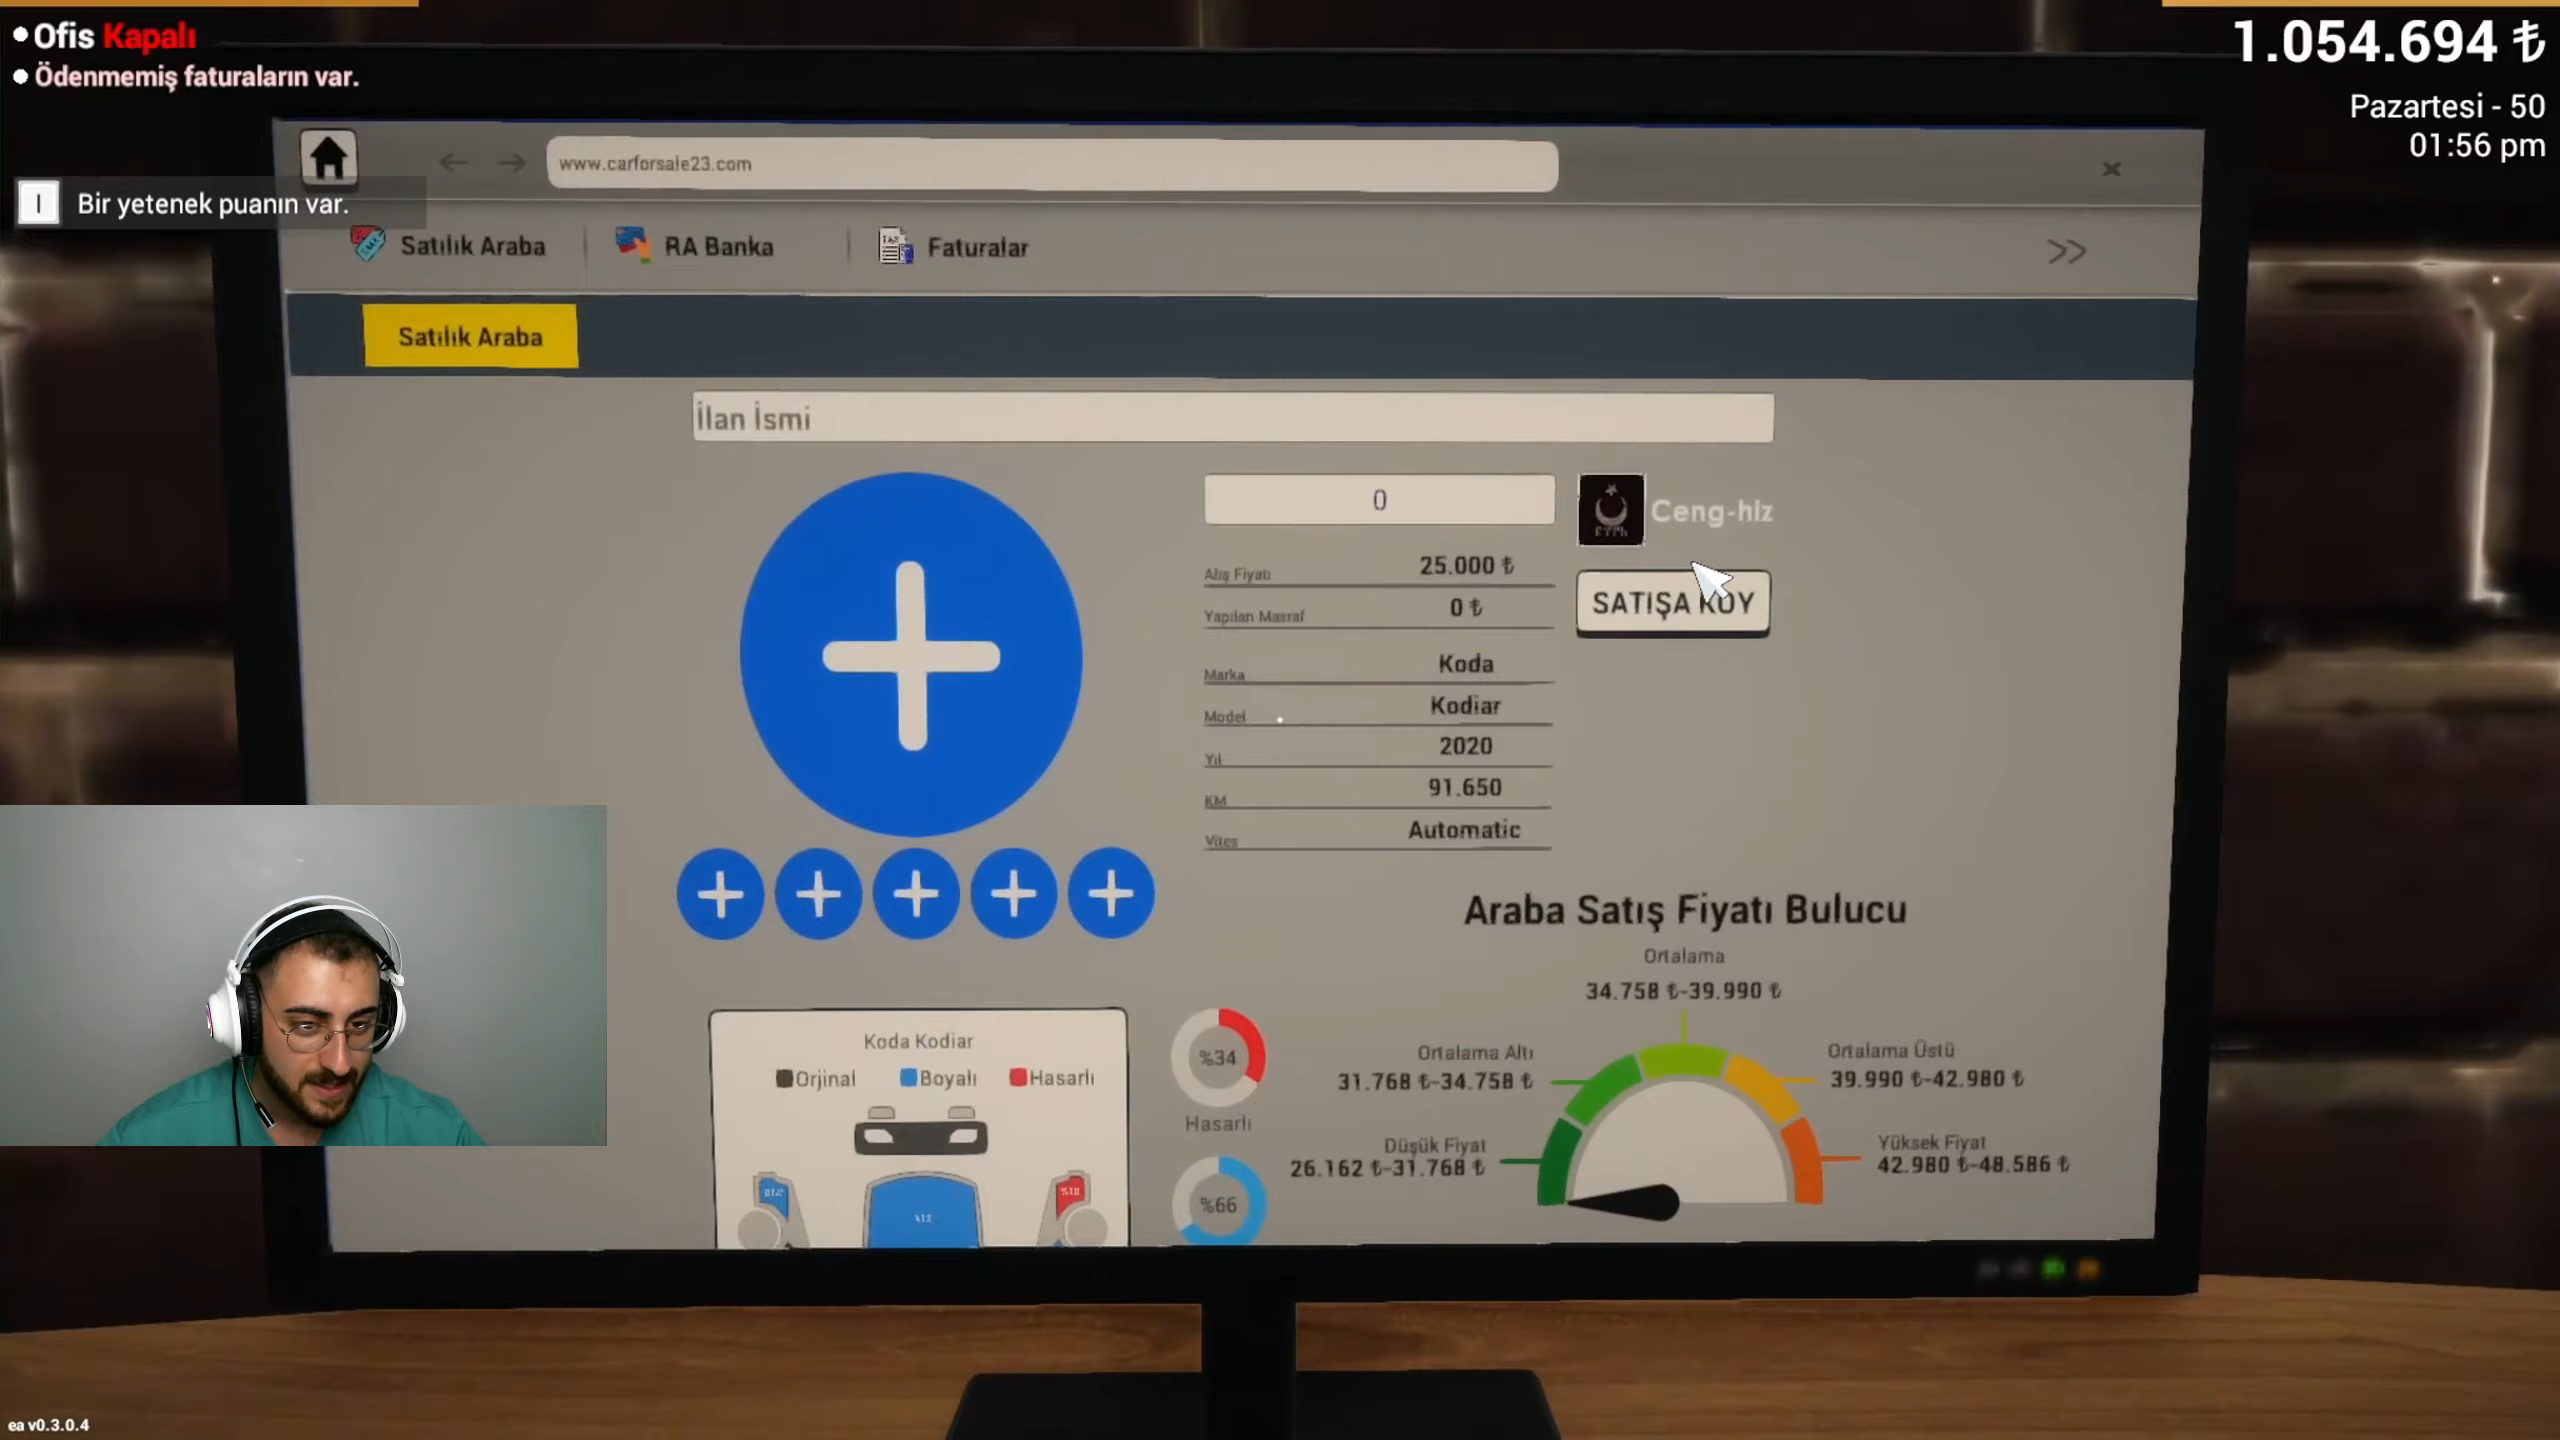 Ofis Kapalı
Ödenmemiş faturaların var.
I Bir yetenek puanın var.
1.054.694 ₺
Pazartesi - 50
01:56 pm
www.carforsale23.com
×
Satılık Araba
RA Banka
Faturalar
>>
Satılık Araba
İlan İsmi
0
Ceng-hiz
SATIŞA KOY
Alış Fiyatı 25.000 ₺
Yapılan Masraf 0 ₺
Marka Koda
Model Kodiar
Yıl 2020
KM 91.650
Vites Automatic
Araba Satış Fiyatı Bulucu
Ortalama
34.758 ₺-39.990 ₺
Ortalama Altı
31.768 ₺-34.758 ₺
Ortalama Üstü
39.990 ₺-42.980 ₺
Düşük Fiyat
26.162 ₺-31.768 ₺
Yüksek Fiyat
42.980 ₺-48.586 ₺
Koda Kodiar
Orjinal Boyalı Hasarlı
%34
Hasarlı
%66
%10
%12
ea v0.3.0.4